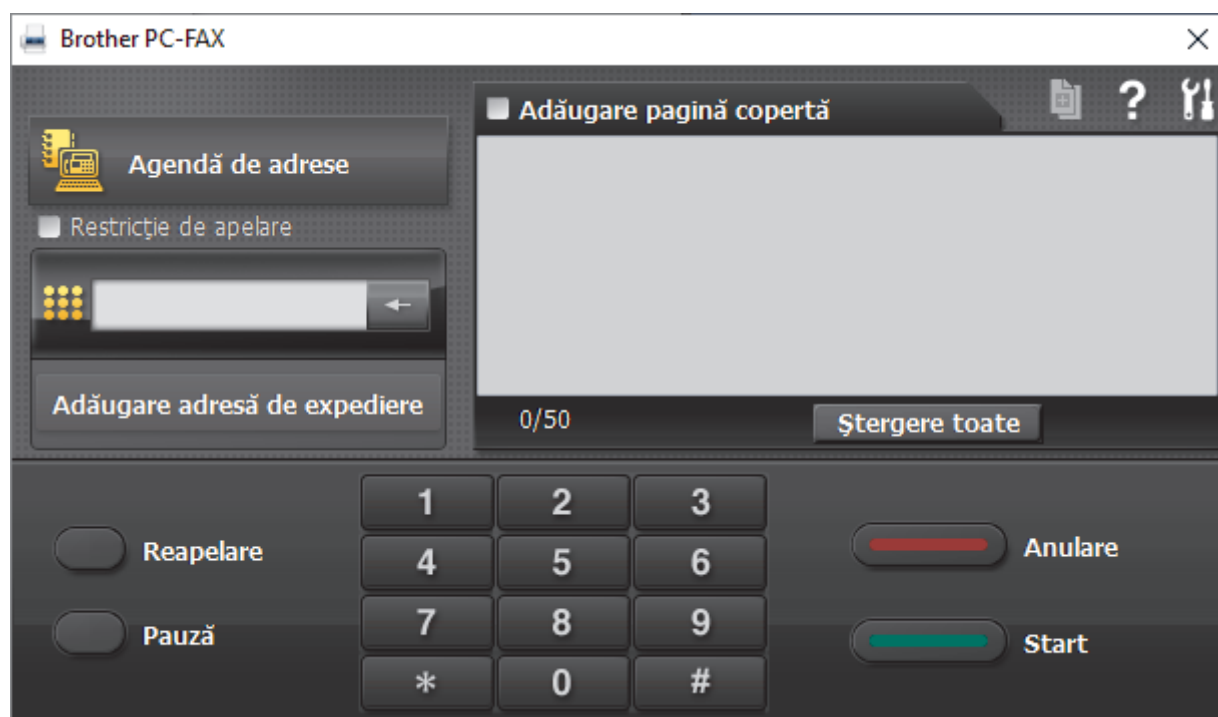 Brother PC-FAX
Adăugare pagină copertă
?
Agendă de adrese
Restricţie de apelare
Adăugare adresă de expediere
0/50
Ştergere toate
1 2 3
Reapelare
4 5 6
Anulare
7 8 9
Pauză
Start
* 0 #